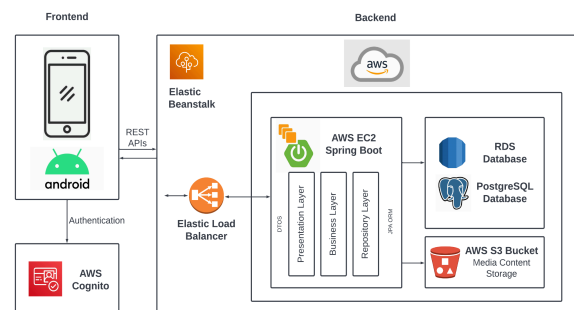 Frontend
Backend
aws
Elastic
Beanstalk
REST
APIs
android
AWS EC2
Spring Boot
RDS
Database
PostgreSQL
Database
DTOS
Presentation Layer
Business Layer
Repository Layer
JPA ORM
Elastic Load
Balancer
Authentication
AWS
Cognito
AWS S3 Bucket
Media Content
Storage